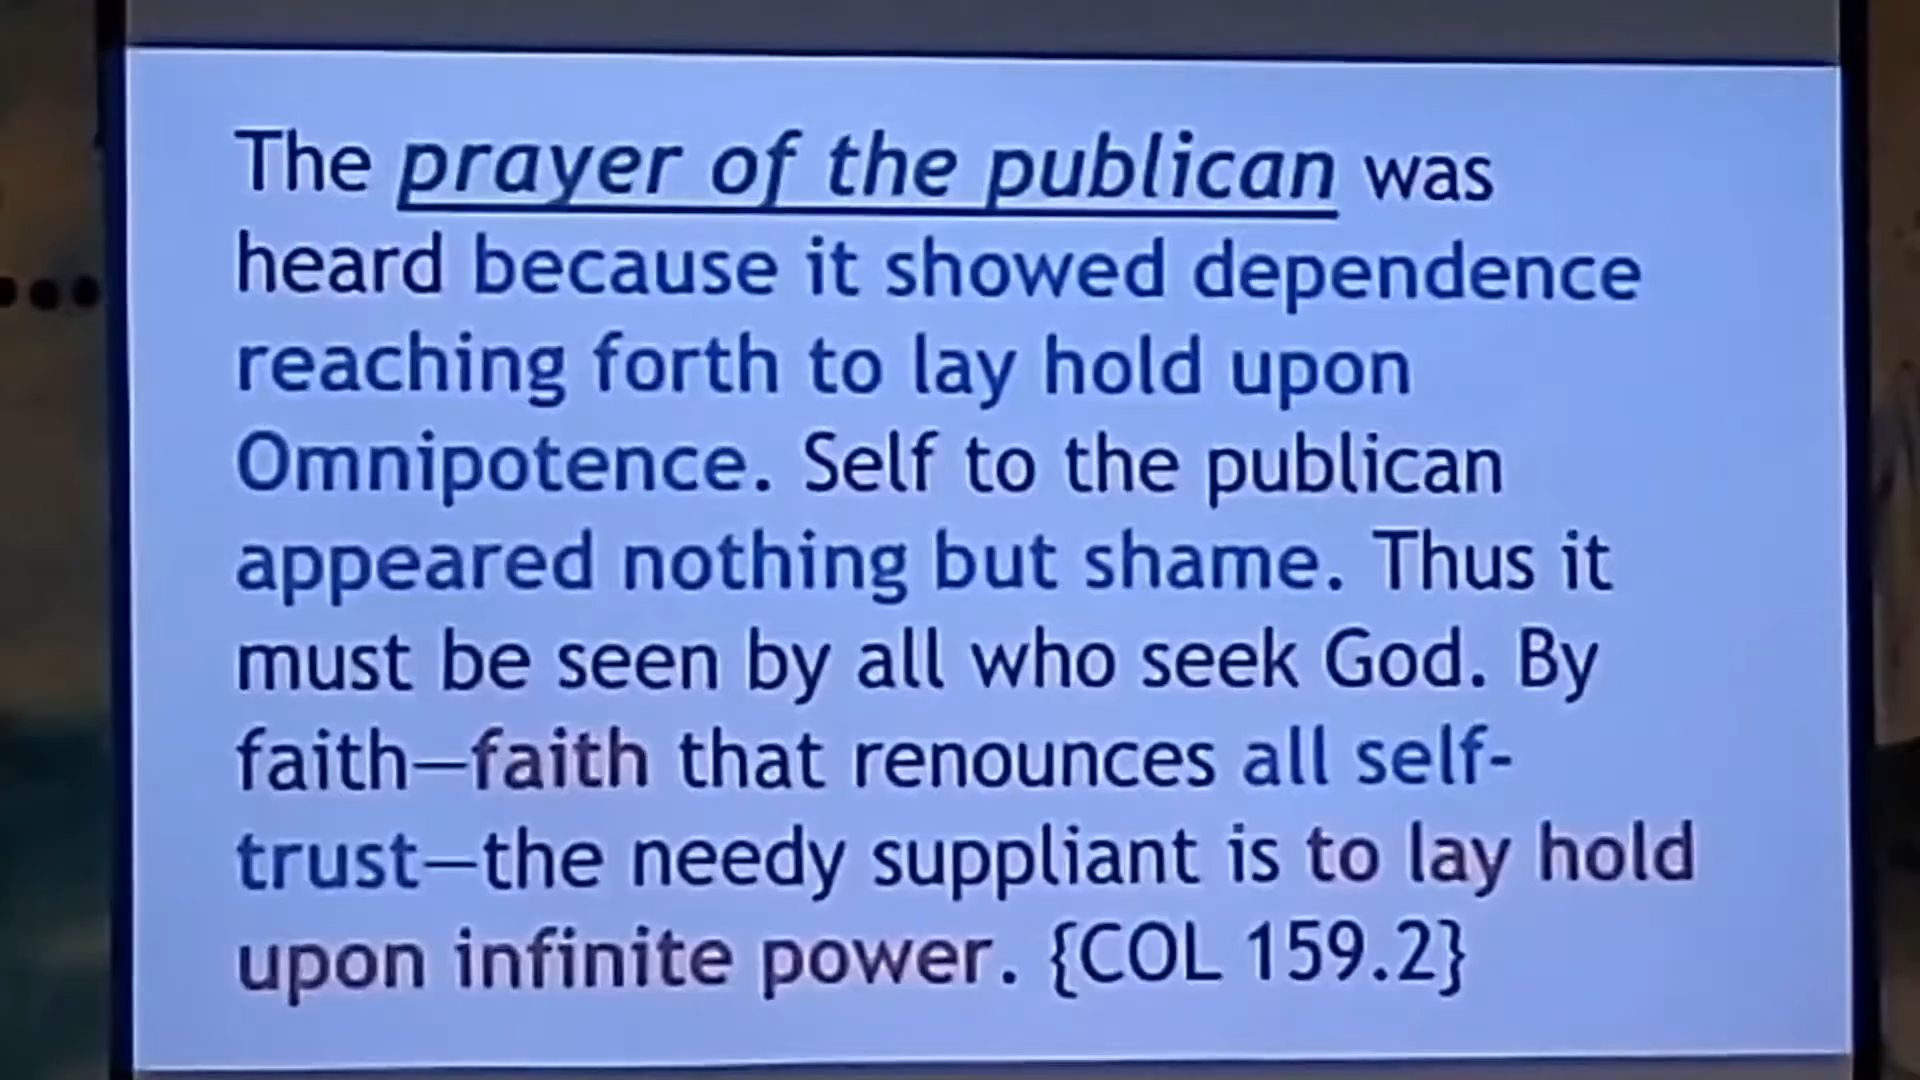 The prayer of the publican was
heard because it showed dependence
reaching forth to lay hold upon
Omnipotence. Self to the publican
appeared nothing but shame. Thus it
must be seen by all who seek God. By
faith—faith that renounces all self-
trust—the needy suppliant is to lay hold
upon infinite power. {COL 159.2}